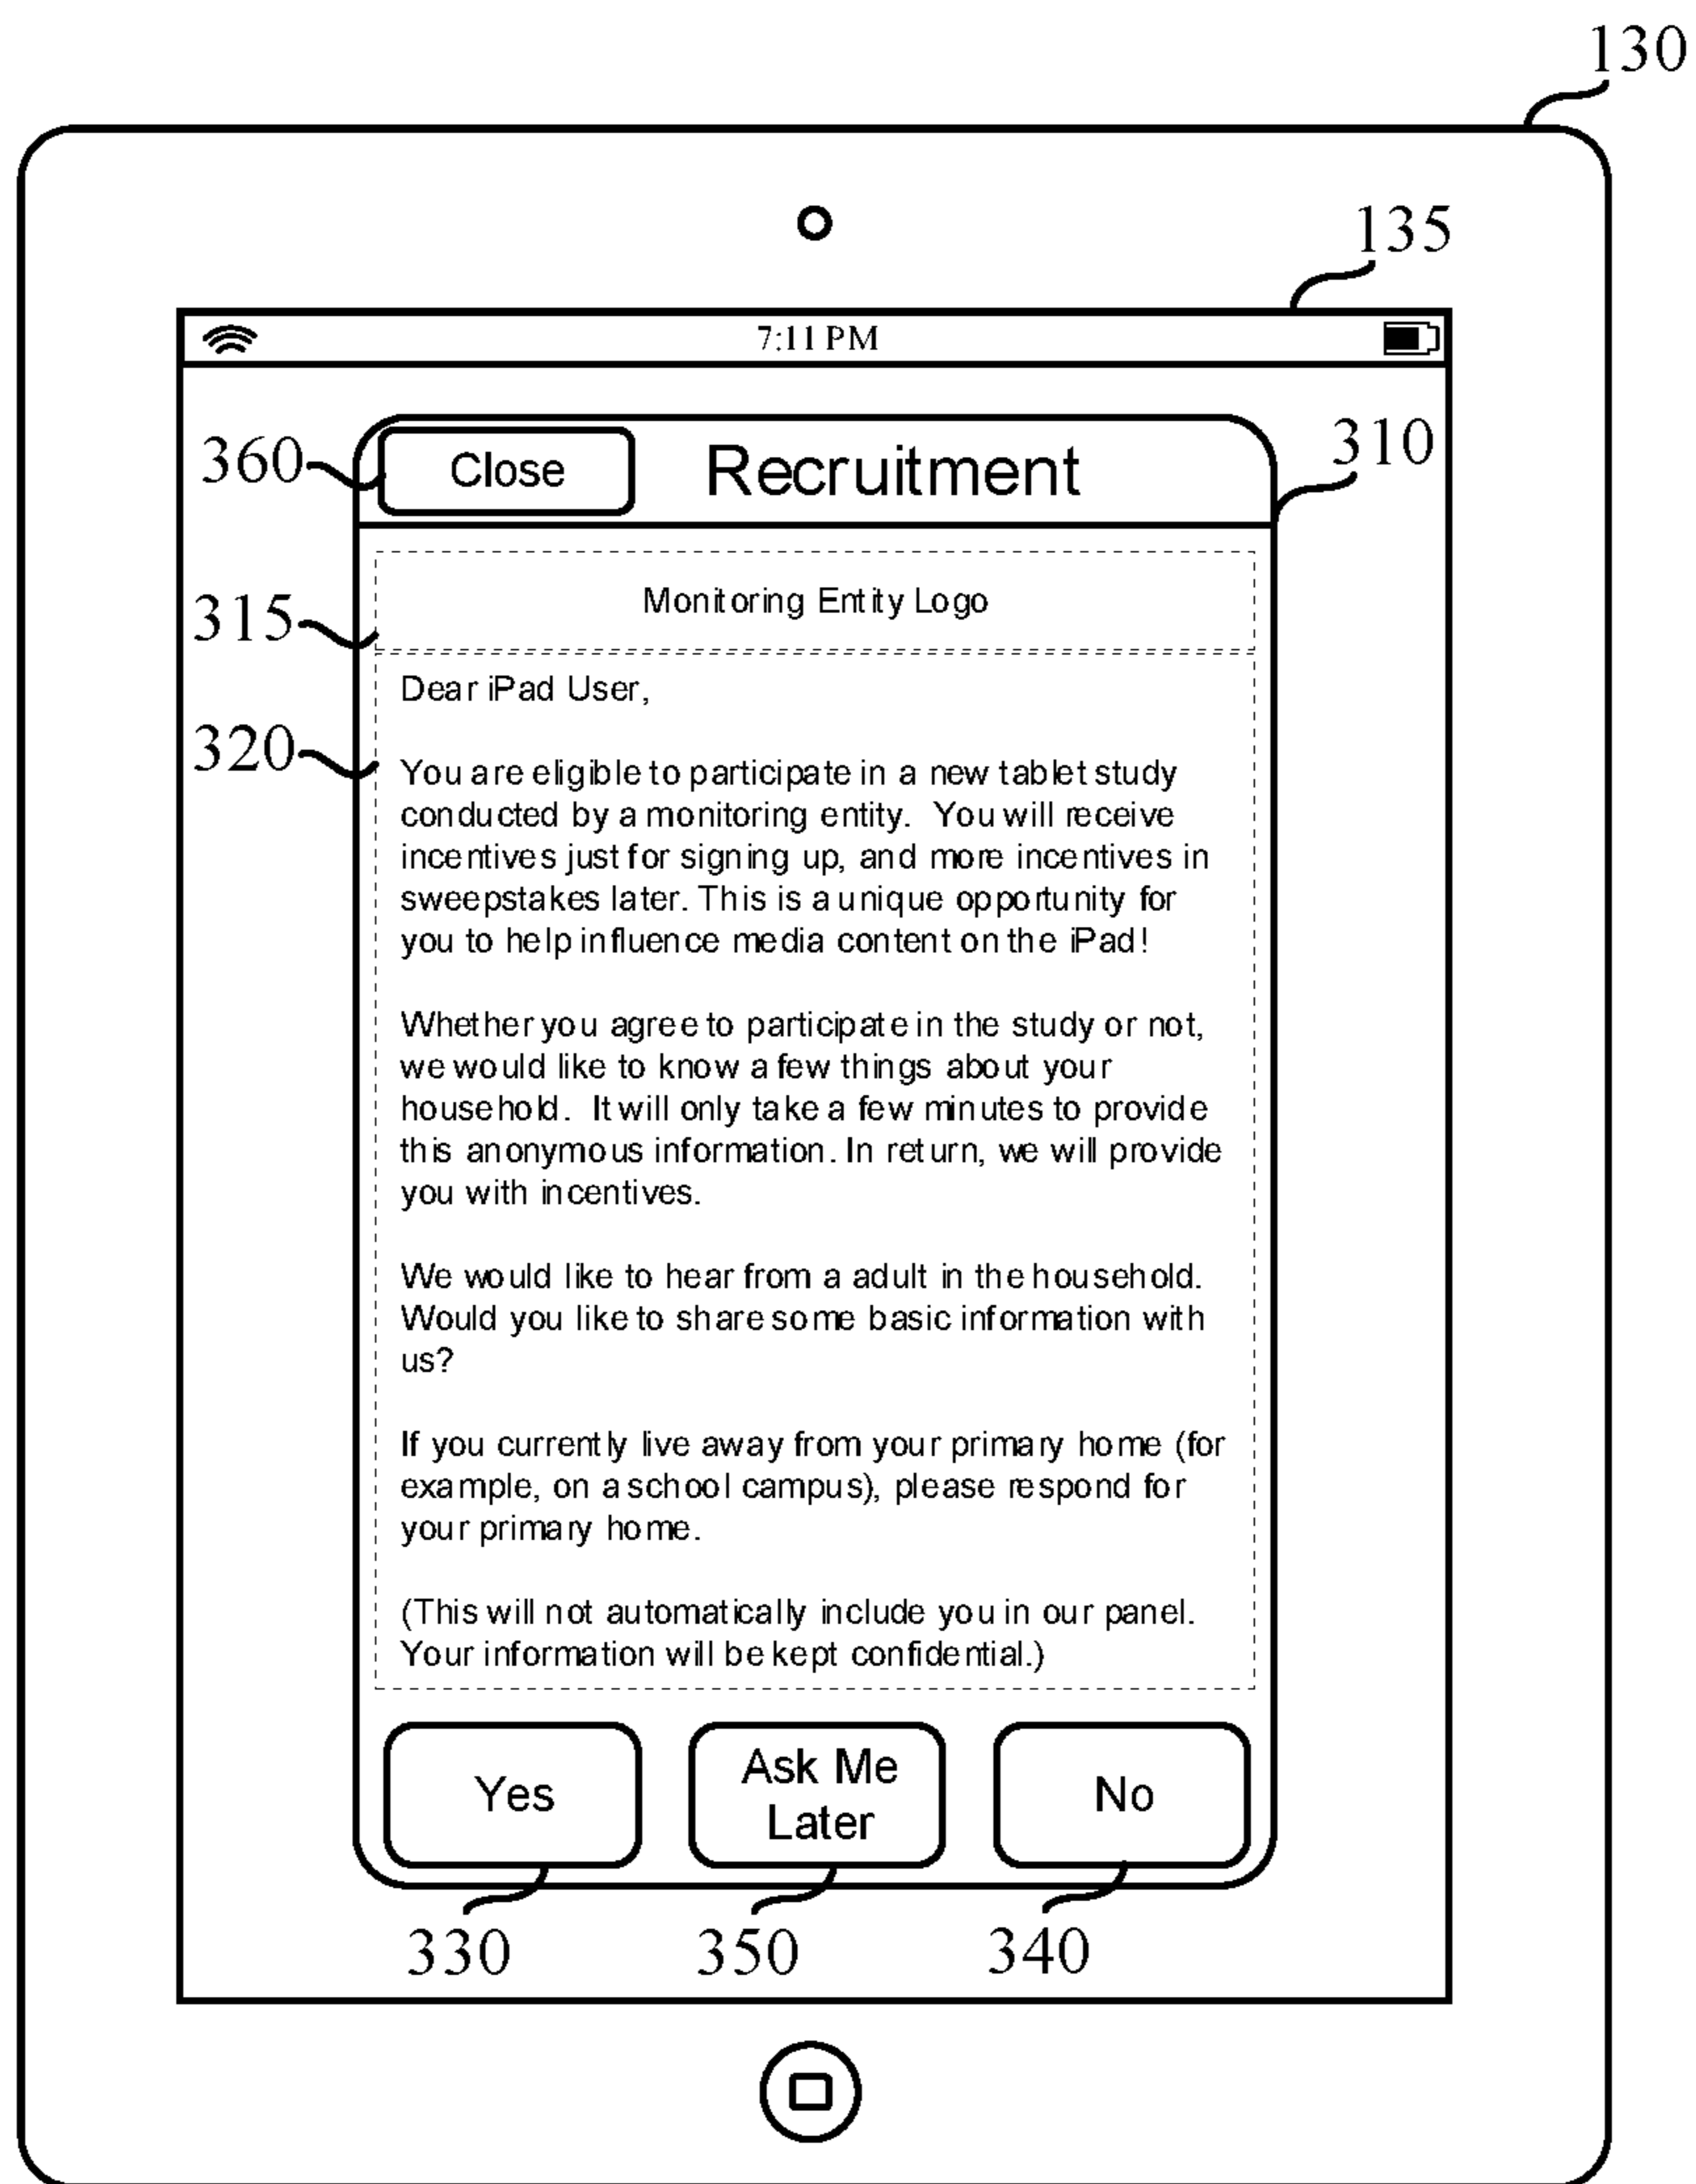 130
135
7:11 PM
360
Close
Recruitment
310
315
Monitoring Entity Logo
320
Dear iPad User,
You are eligible to participate in a new tablet study
conducted by a monitoring entity. You will receive
incentives just for signing up, and more incentives in
sweepstakes later. This is a unique opportunity for
you to help influence media content on the iPad!
Whether you agree to participate in the study or not,
we would like to know a few things about your
household. It will only take a few minutes to provide
this anonymous information. In return, we will provide
you with incentives.
We would like to hear from a adult in the household.
Would you like to share some basic information with
us?
If you currently live away from your primary home (for
example, on a school campus), please respond for
your primary home.
(This will not automatically include you in our panel.
Your information will be kept confidential.)
Yes
Ask Me
Later
No
330
350
340